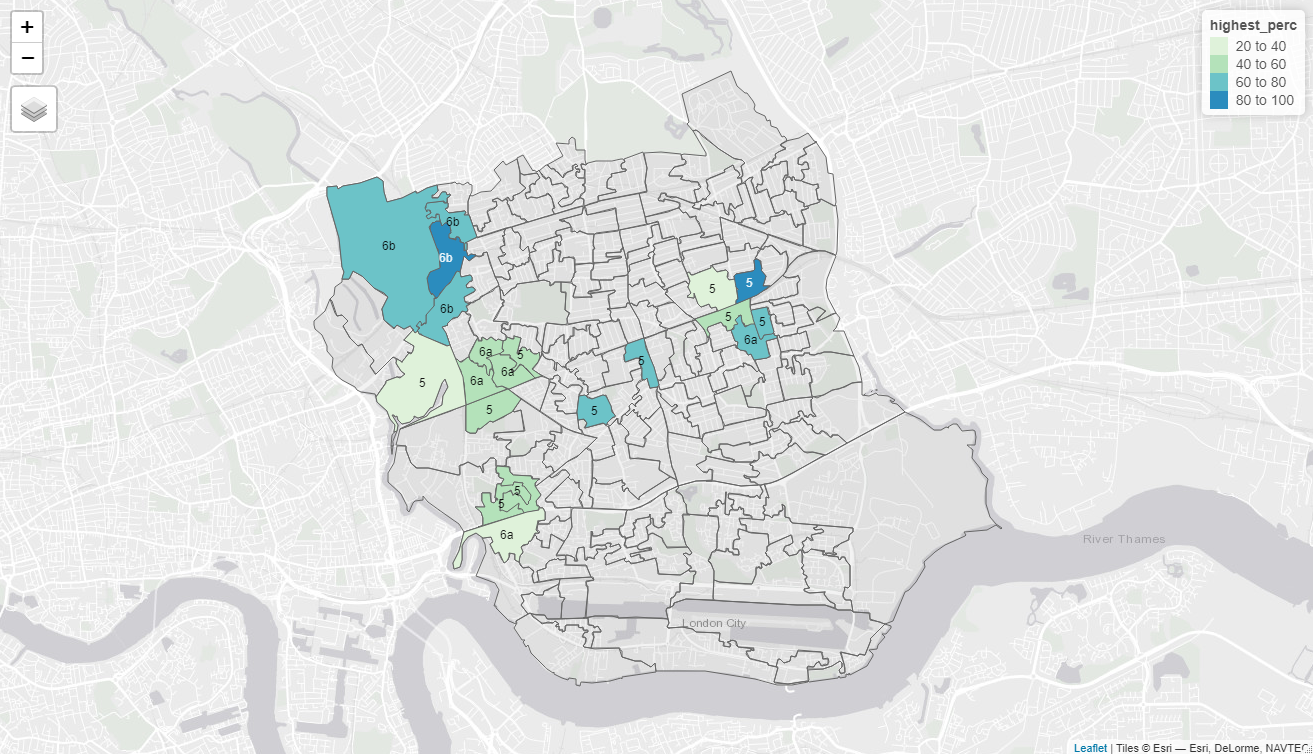 +
−
highest_perc
20 to 40
40 to 60
60 to 80
80 to 100
6b
6b
6b
6b
5
5
5
5
6a
6a
5
6a
6a
5
5
5
5
5
5
5
6a
River Thames
London City
Leaflet | Tiles © Esri — Esri, DeLorme, NAVTEQ